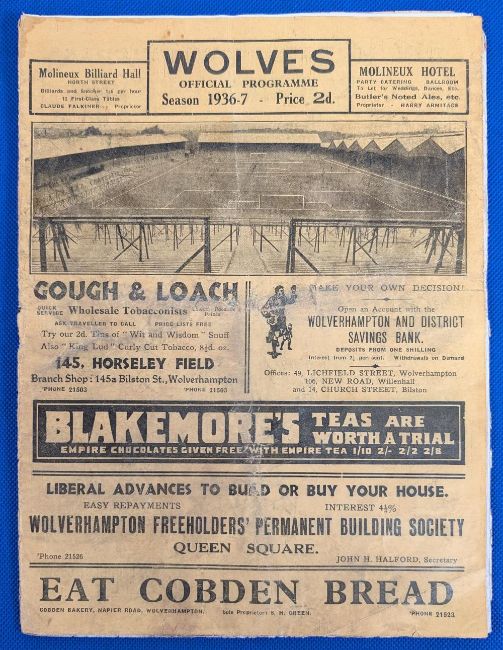 WOLVES
OFFICIAL PROGRAMME
Season 1936-7 - Price 2d.
Molineux Billiard Hall
NORTH STREET
Billiards and Snooker 1/6 per hour
12 First-Class Tables
CLAUDE FALKINER Proprietor
MOLINEUX HOTEL
PARTY CATERING BALLROOM
To Let for Weddings, Dances, Etc.
Butler's Noted Ales, etc.
Proprietor - HARRY ARMITAGE
GOUGH & LOACH
QUICK SERVICE Wholesale Tobacconists
ASK TRAVELLER TO CALL PRICE LISTS FREE
Try our 2d. Tins of "Wit and Wisdom" Snuff
Also "King Lud" Curly Cut Tobacco, 8½d. oz.
145, HORSELEY FIELD
Branch Shop : 145a Bilston St., Wolverhampton
'PHONE 21503 'PHONE 21503
MAKE YOUR OWN DECISION!
Open an Account with the
WOLVERHAMPTON AND DISTRICT
SAVINGS BANK.
DEPOSITS FROM ONE SHILLING
Interest from 2½ per cent. Withdrawals on Demand
Offices: 49, LICHFIELD STREET, Wolverhampton
106, NEW ROAD, Willenhall
and 14, CHURCH STREET, Bilston
BLAKEMORE'S TEAS ARE
WORTH A TRIAL
EMPIRE CHOCOLATES GIVEN FREE WITH EMPIRE TEA 1/10 2/- 2/2 2/8
LIBERAL ADVANCES TO BUILD OR BUY YOUR HOUSE.
EASY REPAYMENTS INTEREST 4½%
WOLVERHAMPTON FREEHOLDERS' PERMANENT BUILDING SOCIETY
QUEEN SQUARE.
'Phone 21526 JOHN H. HALFORD, Secretary
EAT COBDEN BREAD
COBDEN BAKERY, NAPIER ROAD, WOLVERHAMPTON. Sole Proprietor: S. H. GREEN. 'PHONE 21523